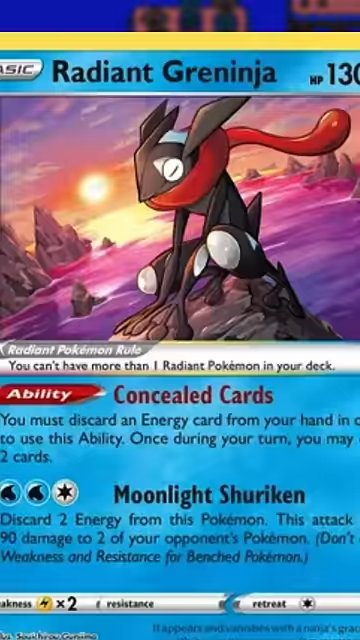 ASIC Radiant Greninja HP 130
Radiant Pokémon Rule
You can't have more than 1 Radiant Pokémon in your deck.
Ability Concealed Cards
You must discard an Energy card from your hand in o
to use this Ability. Once during your turn, you may
2 cards.
Moonlight Shuriken
Discard 2 Energy from this Pokémon. This attack
90 damage to 2 of your opponent's Pokémon. (Don't
Weakness and Resistance for Benched Pokémon.)
akness ×2 resistance retreat
lus. Souichirou Gunjima
It appears and vanishes with a ninja's grac